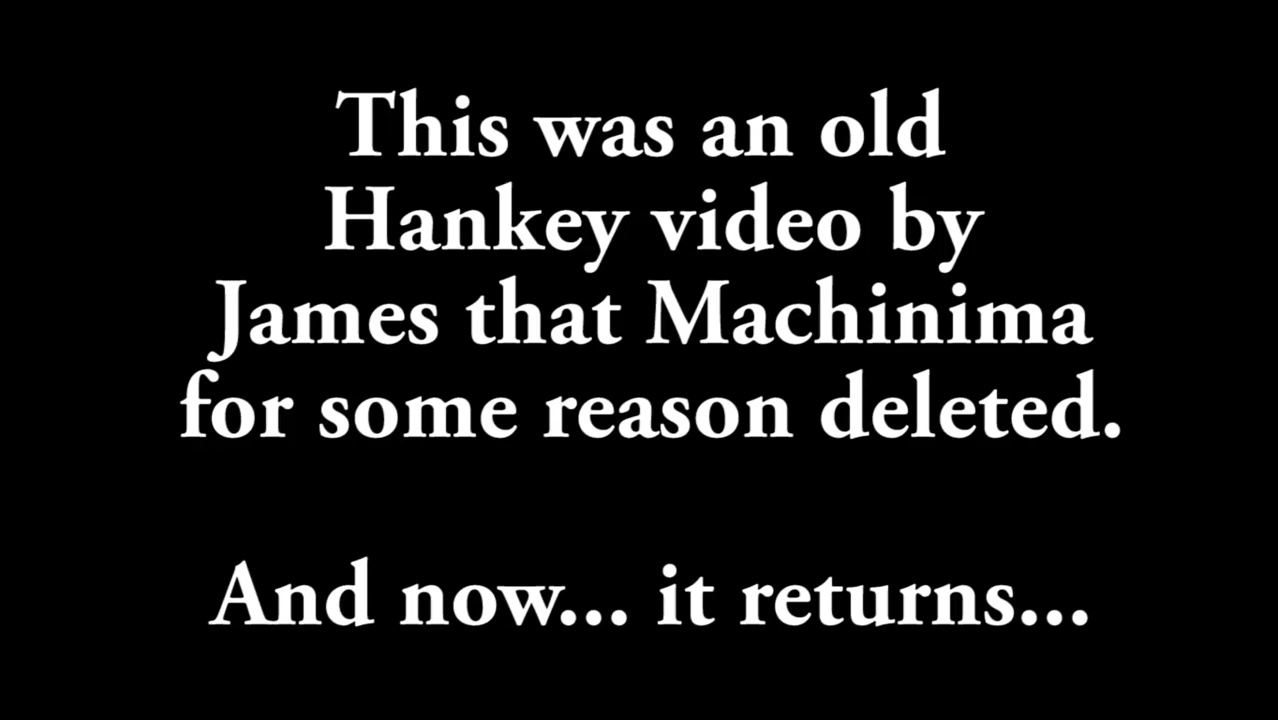 This was an old
Hankey video by
James that Machinima
for some reason deleted.
And now... it returns...